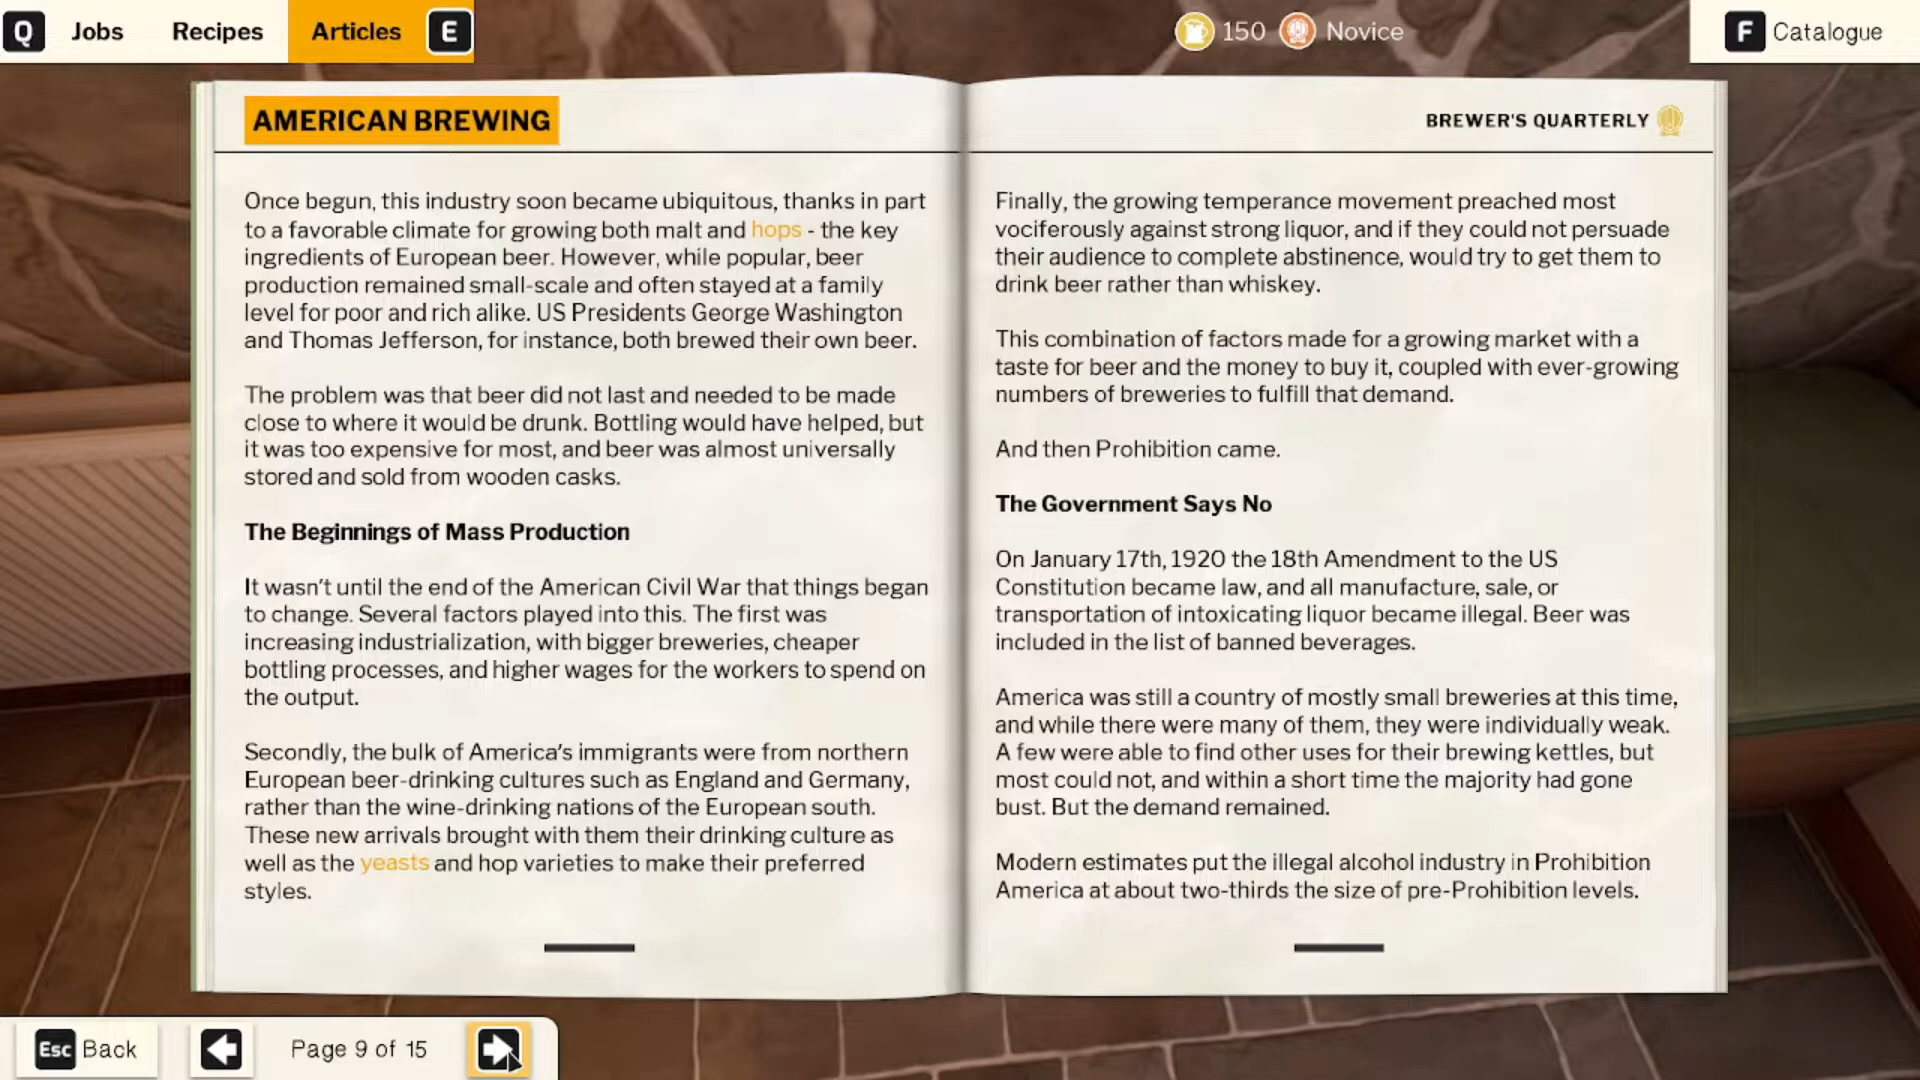 Q Jobs Recipes Articles E
150 Novice
F Catalogue
AMERICAN BREWING
BREWER'S QUARTERLY
Once begun, this industry soon became ubiquitous, thanks in part
to a favorable climate for growing both malt and hops - the key
ingredients of European beer. However, while popular, beer
production remained small-scale and often stayed at a family
level for poor and rich alike. US Presidents George Washington
and Thomas Jefferson, for instance, both brewed their own beer.
The problem was that beer did not last and needed to be made
close to where it would be drunk. Bottling would have helped, but
it was too expensive for most, and beer was almost universally
stored and sold from wooden casks.
The Beginnings of Mass Production
It wasn't until the end of the American Civil War that things began
to change. Several factors played into this. The first was
increasing industrialization, with bigger breweries, cheaper
bottling processes, and higher wages for the workers to spend on
the output.
Secondly, the bulk of America's immigrants were from northern
European beer-drinking cultures such as England and Germany,
rather than the wine-drinking nations of the European south.
These new arrivals brought with them their drinking culture as
well as the yeasts and hop varieties to make their preferred
styles.
Finally, the growing temperance movement preached most
vociferously against strong liquor, and if they could not persuade
their audience to complete abstinence, would try to get them to
drink beer rather than whiskey.
This combination of factors made for a growing market with a
taste for beer and the money to buy it, coupled with ever-growing
numbers of breweries to fulfill that demand.
And then Prohibition came.
The Government Says No
On January 17th, 1920 the 18th Amendment to the US
Constitution became law, and all manufacture, sale, or
transportation of intoxicating liquor became illegal. Beer was
included in the list of banned beverages.
America was still a country of mostly small breweries at this time,
and while there were many of them, they were individually weak.
A few were able to find other uses for their brewing kettles, but
most could not, and within a short time the majority had gone
bust. But the demand remained.
Modern estimates put the illegal alcohol industry in Prohibition
America at about two-thirds the size of pre-Prohibition levels.
Esc Back
Page 9 of 15